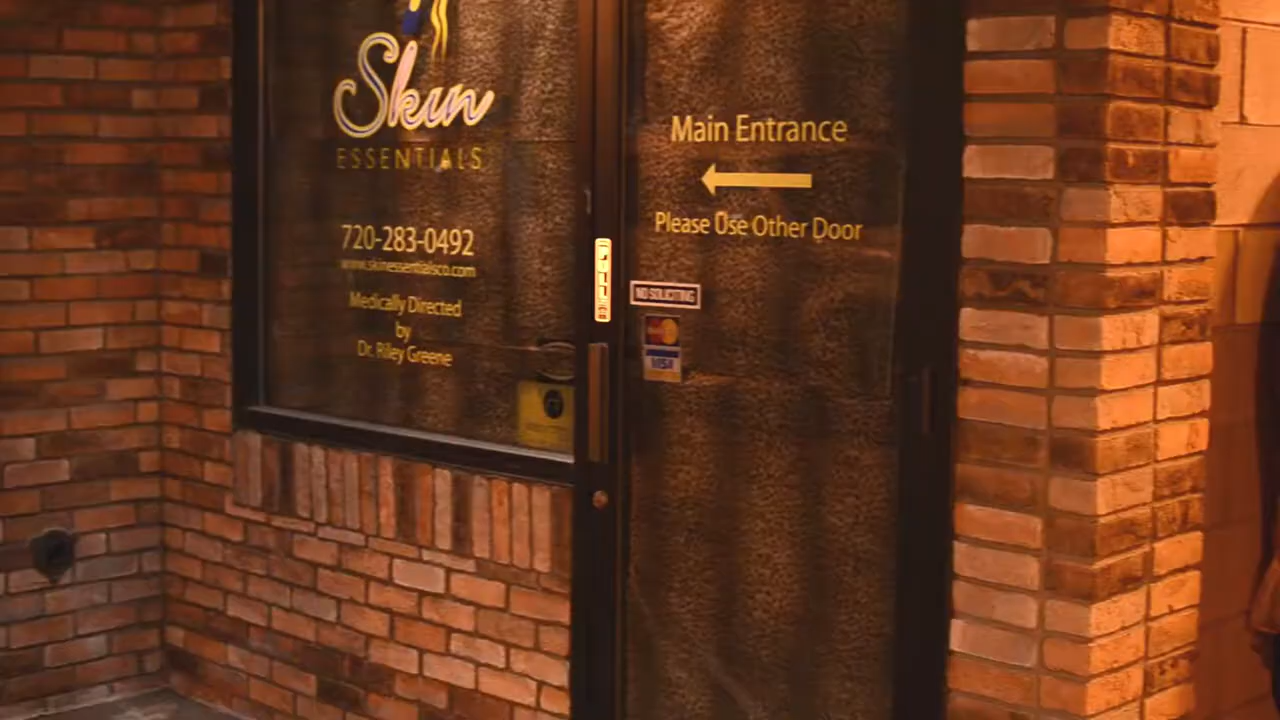 Skin
ESSENTIALS
720-283-0492
www.skinessentialsco.com
Medically Directed
by
Dr. Riley Greene
PULL
Main Entrance
Please Use Other Door
NO SOLICITING
VISA